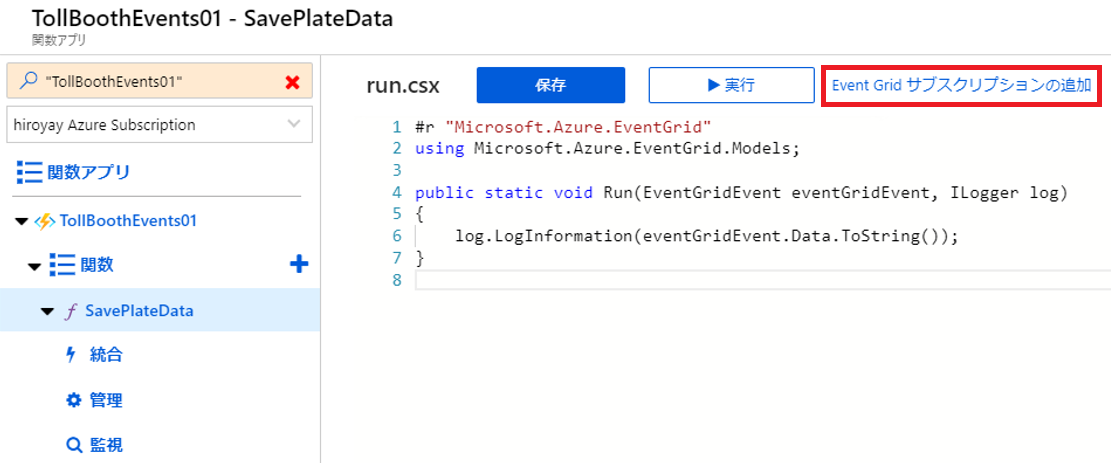 TollBoothEvents01 - SavePlateData
関数アプリ
"TollBoothEvents01"
hiroyay Azure Subscription
関数アプリ
TollBoothEvents01
関数
SavePlateData
統合
管理
監視
run.csx 保存 実行 Event Grid サブスクリプションの追加
1 #r "Microsoft.Azure.EventGrid"
2 using Microsoft.Azure.EventGrid.Models;
3
4 public static void Run(EventGridEvent eventGridEvent, ILogger log)
5 {
6 log.LogInformation(eventGridEvent.Data.ToString());
7 }
8